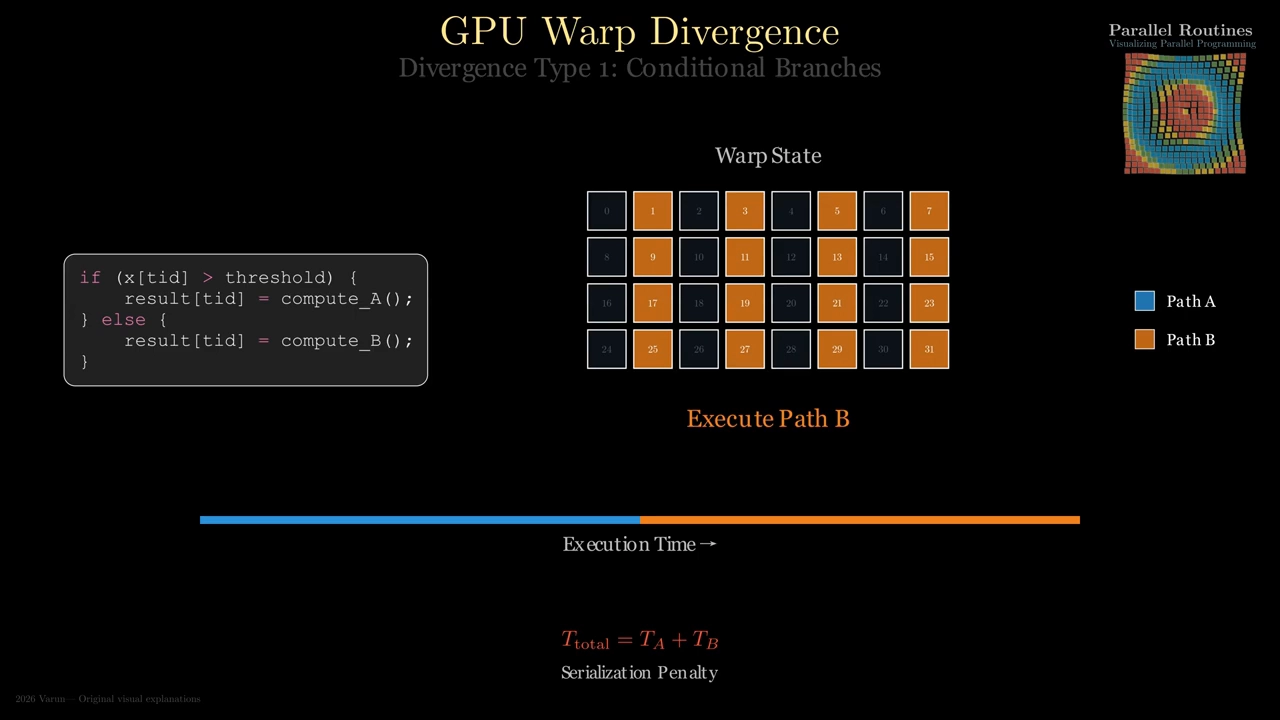 GPU Warp Divergence
Divergence Type 1: Conditional Branches
Parallel Routines
Visualizing Parallel Programming
Warp State
0 1 2 3 4 5 6 7
8 9 10 11 12 13 14 15
16 17 18 19 20 21 22 23
24 25 26 27 28 29 30 31
if (x[tid] > threshold) {
    result[tid] = compute_A();
} else {
    result[tid] = compute_B();
}
Path A
Path B
Execute Path B
Execution Time →
T_total = T_A + T_B
Serialization Penalty
2026 Varun — Original visual explanations